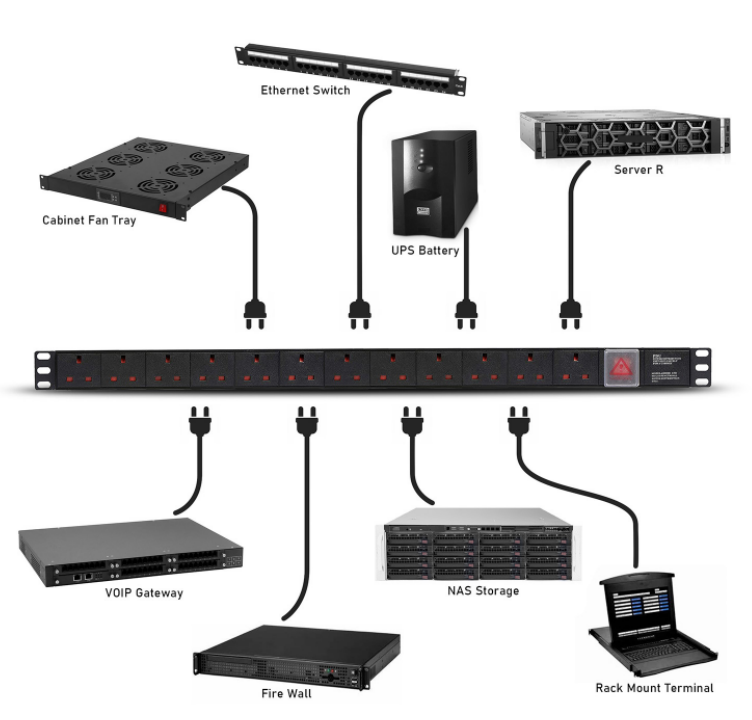 Ethernet Switch
Server R
Cabinet Fan Tray
UPS Battery
VOIP Gateway
NAS Storage
Fire Wall
Rack Mount Terminal